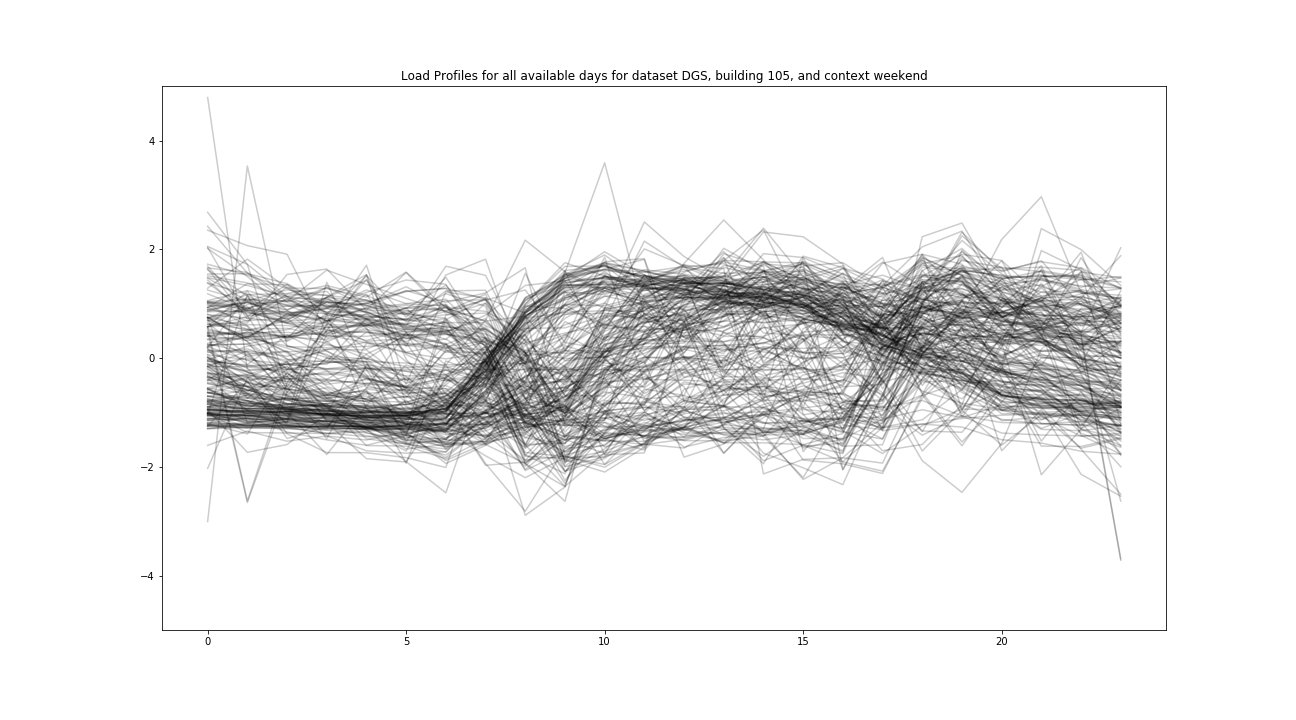 Load Profiles for all available days for dataset DGS, building 105, and context weekend
4
2
0
−2
−4
0 5 10 15 20